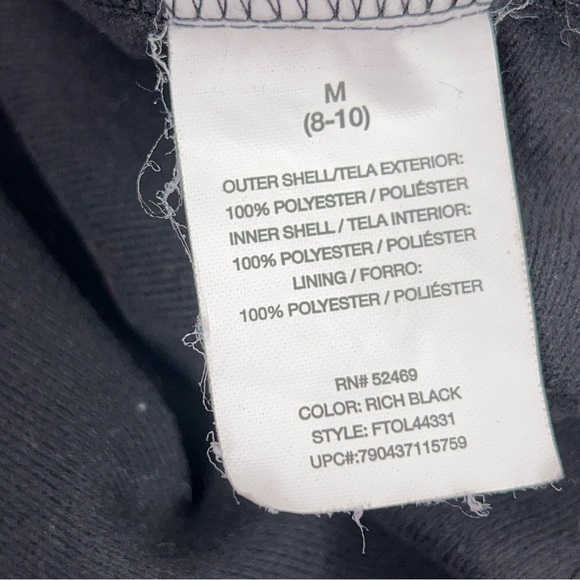 M
(8-10)
OUTER SHELL/TELA EXTERIOR:
100% POLYESTER / POLIÉSTER
INNER SHELL / TELA INTERIOR:
100% POLYESTER / POLIÉSTER
LINING / FORRO:
100% POLYESTER / POLIÉSTER
RN# 52469
COLOR: RICH BLACK
STYLE: FTOL44331
UPC#:790437115759